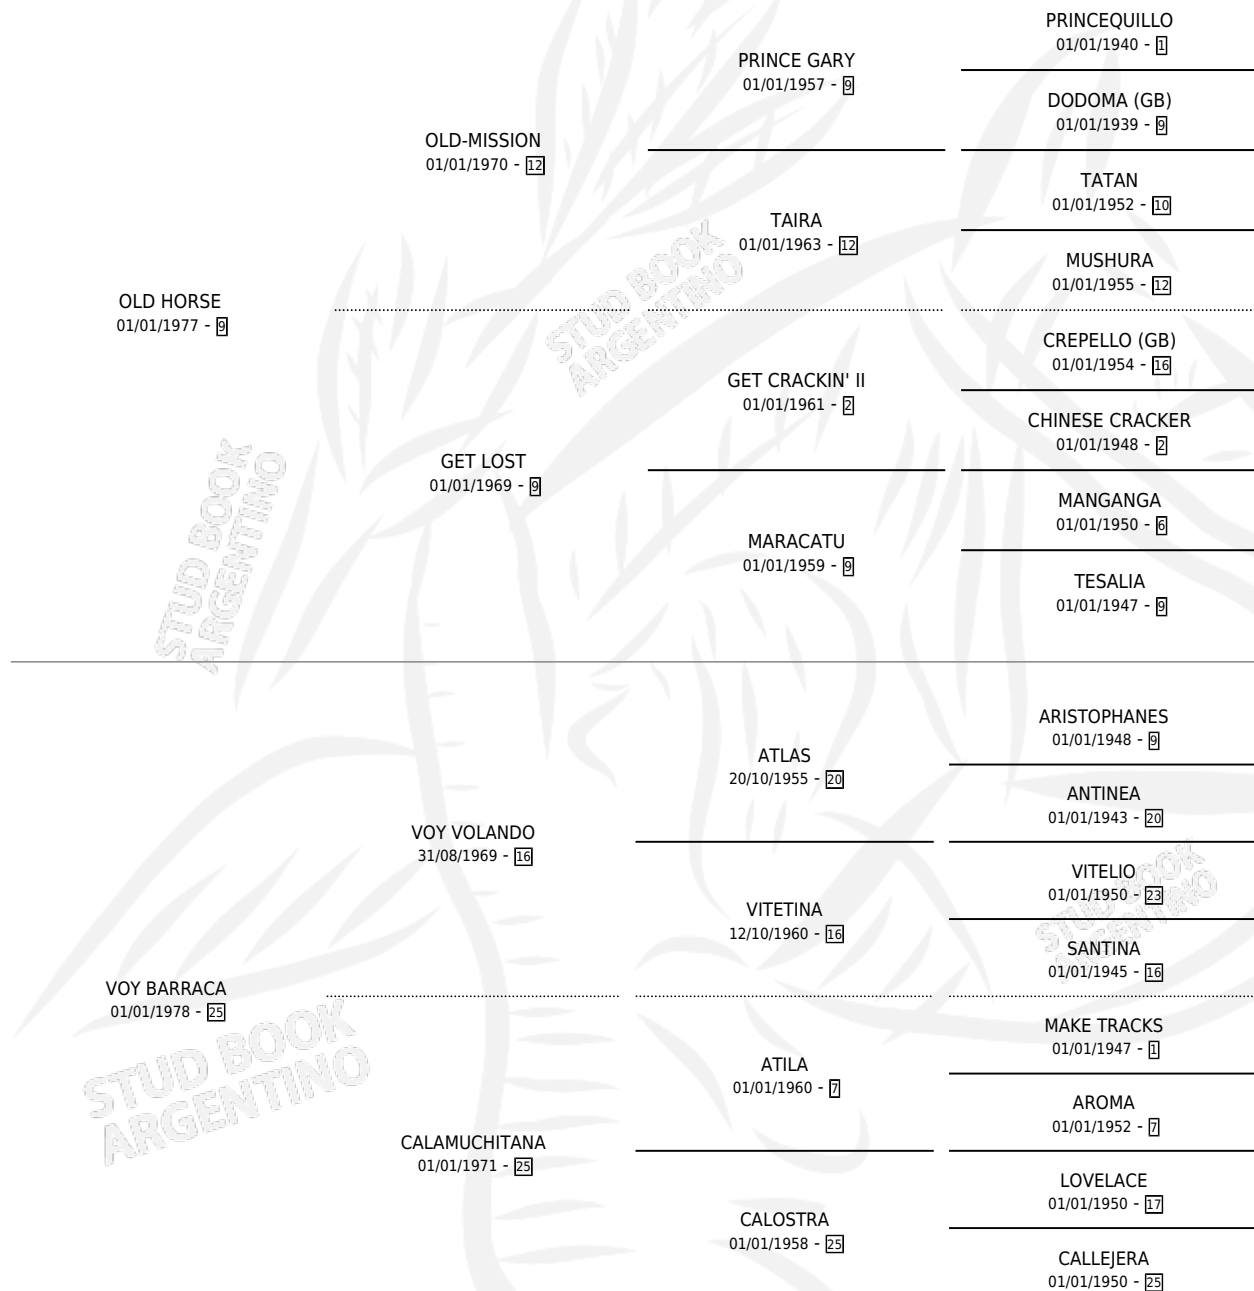 PRINCEQUILLO
01/01/1940 - 1
PRINCE GARY
01/01/1957 - 9
DODOMA (GB)
01/01/1939 - 9
OLD-MISSION
01/01/1970 - 12
TATAN
01/01/1952 - 10
TAIRA
01/01/1963 - 12
MUSHURA
01/01/1955 - 12
OLD HORSE
01/01/1977 - 9
STUD BOOK
ARGENTINO
CREPELLO (GB)
01/01/1954 - 16
GET CRACKIN' II
01/01/1961 - 2
CHINESE CRACKER
01/01/1948 - 2
GET LOST
01/01/1969 - 9
MANGANGA
01/01/1950 - 6
MARACATU
01/01/1959 - 9
TESALIA
01/01/1947 - 9
STUD BOOK
ARGENTINO
ARISTOPHANES
01/01/1948 - 9
ATLAS
20/10/1955 - 20
ANTINEA
01/01/1943 - 20
VOY VOLANDO
31/08/1969 - 16
VITELIO
01/01/1950 - 23
VITETINA
12/10/1960 - 16
SANTINA
01/01/1945 - 16
STUD BOOK
ARGENTINO
VOY BARRACA
01/01/1978 - 25
MAKE TRACKS
01/01/1947 - 1
ATILA
01/01/1960 - 7
AROMA
01/01/1952 - 7
STUD BOOK
ARGENTINO
CALAMUCHITANA
01/01/1971 - 25
LOVELACE
01/01/1950 - 17
CALOSTRA
01/01/1958 - 25
CALLEJERA
01/01/1950 - 25